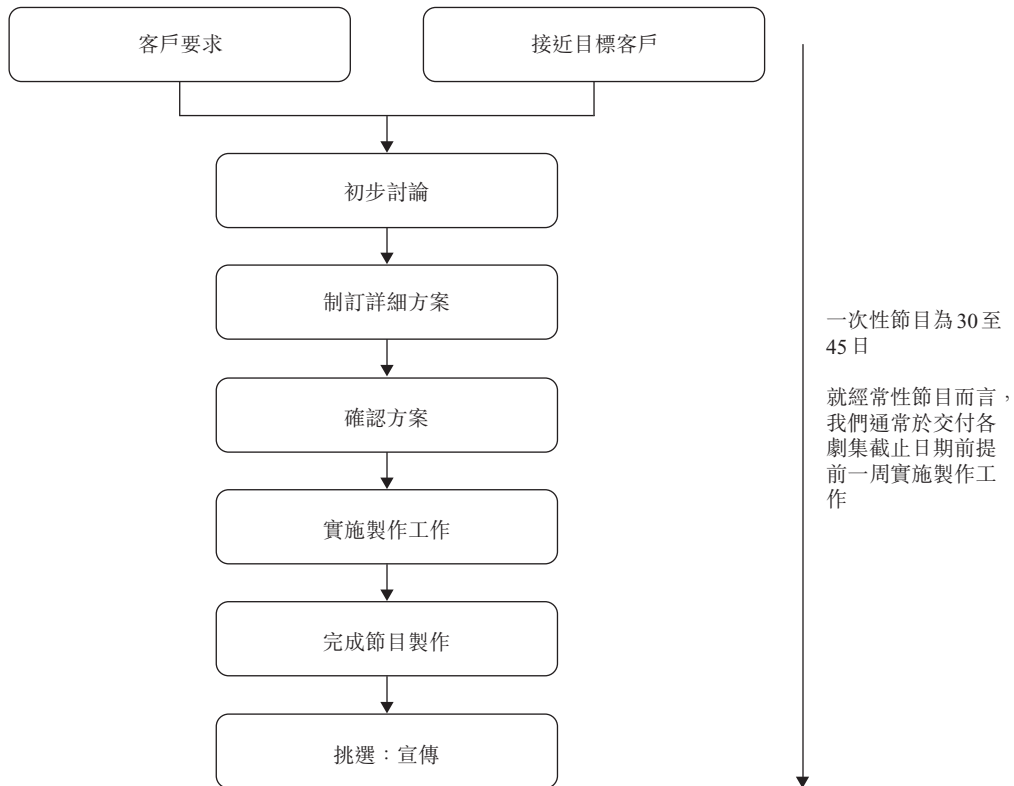 客戶要求
接近目標客戶
初步討論
制訂詳細方案
確認方案
實施製作工作
完成節目製作
挑選：宣傳
一次性節目為30至
45日
就經常性節目而言，
我們通常於交付各
劇集截止日期前提
前一周實施製作工
作